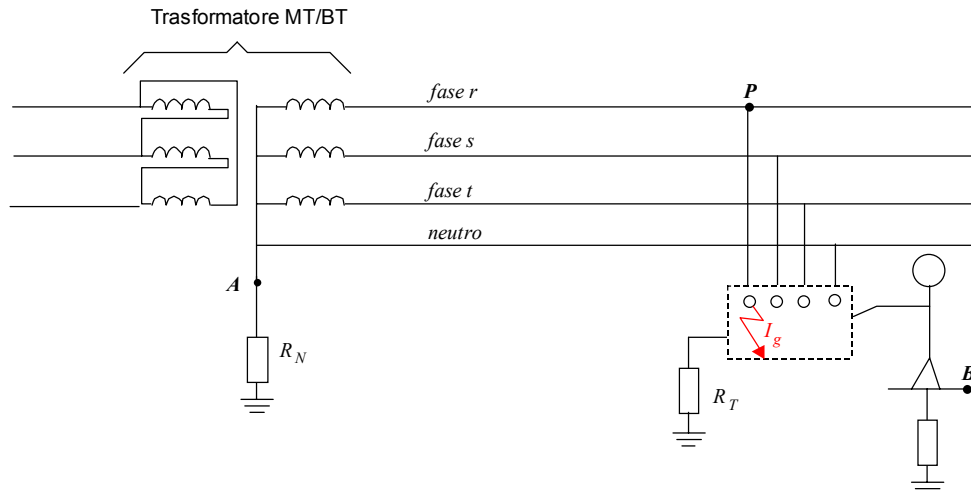 Trasformatore MT/BT
fase r
P
fase s
fase t
neutro
A
I_g
R_N
B
R_T